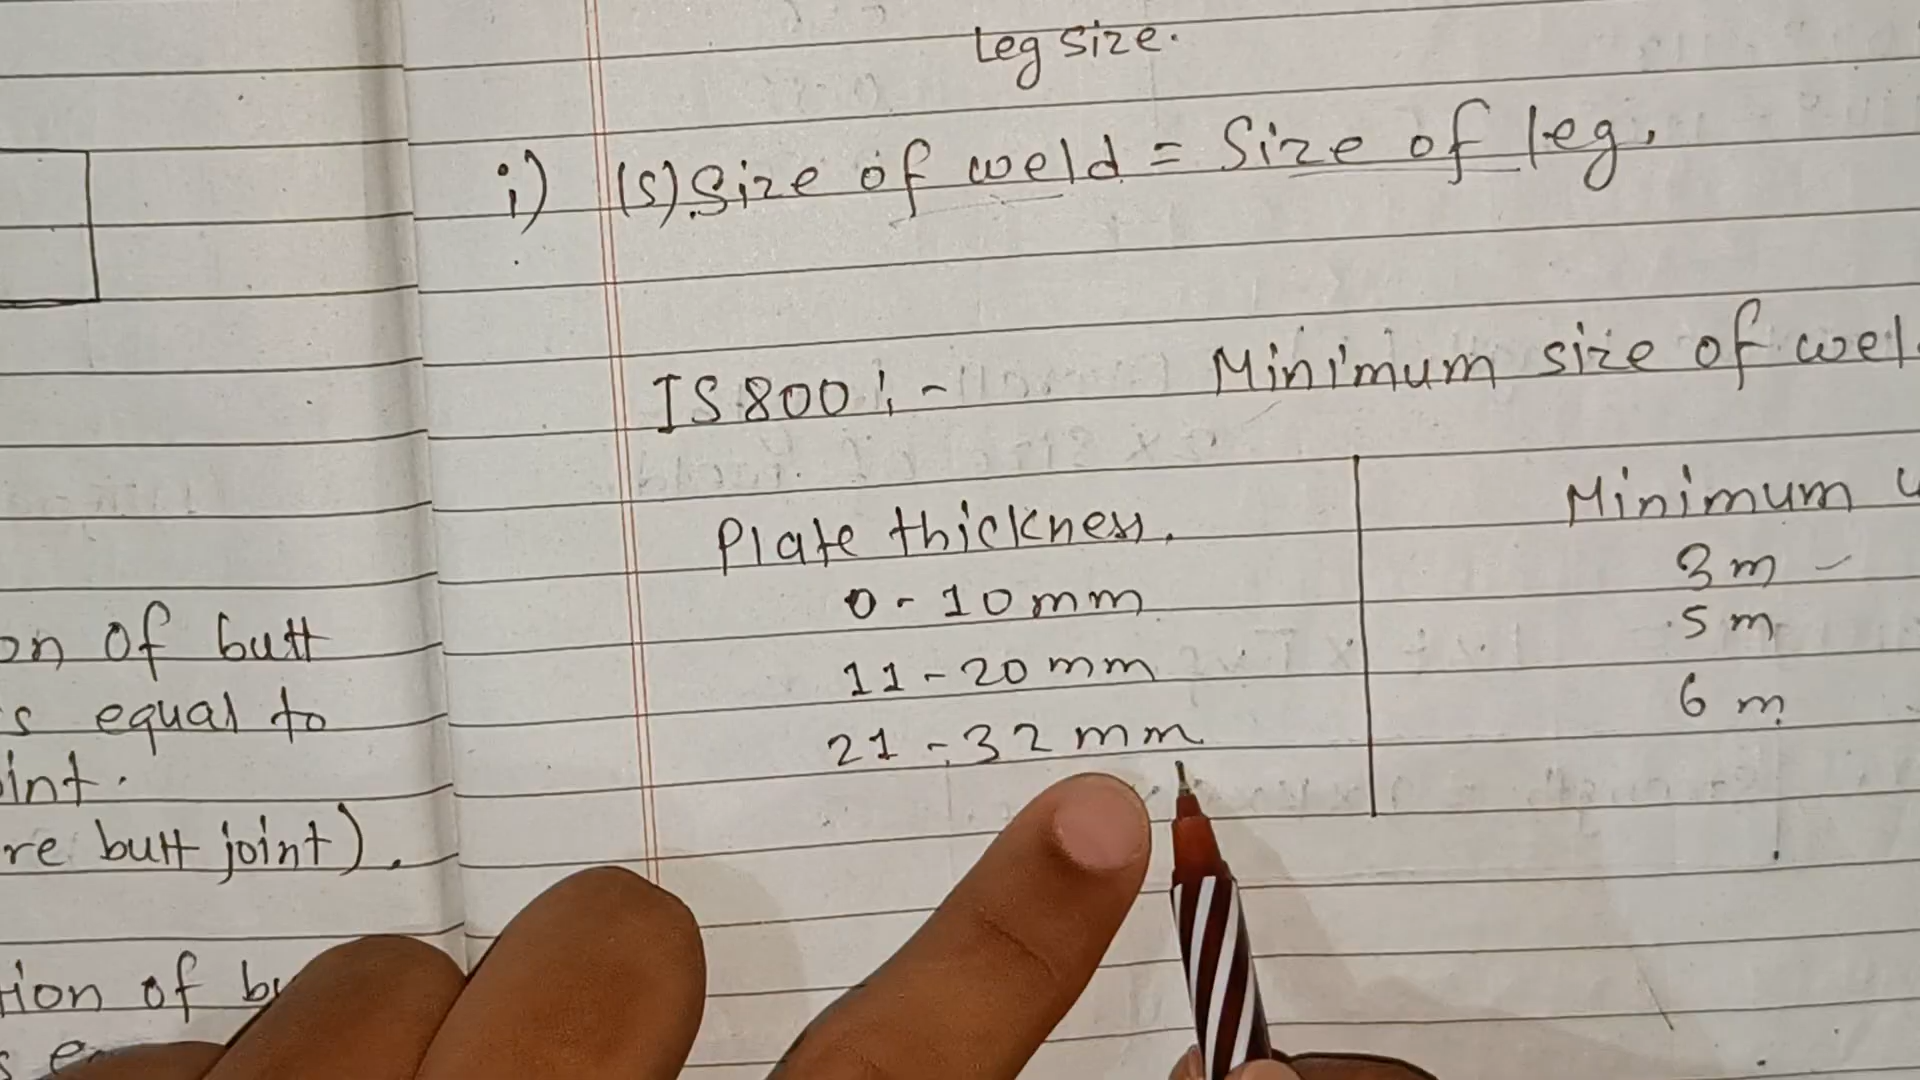 on of butt
s equal to
int.
re butt joint).
tion of
Leg size.
i) (s) Size of weld = Size of leg.
IS 800 :- Minimum size of wel
Plate thickness. Minimum
0 - 10 mm 3 m
11 - 20 mm 5 m
21 - 32 mm 6 m